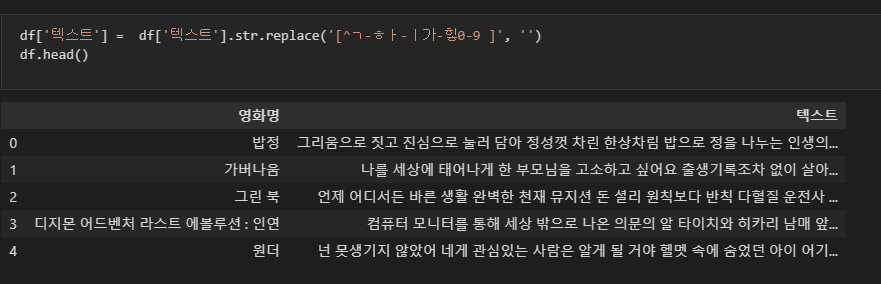 df['텍스트'] =  df['텍스트'].str.replace('[^ㄱ-ㅎㅏ-ㅣ가-힣0-9 ]', '')
df.head()
영화명 텍스트
0 밥정 그리움으로 짓고 진심으로 눌러 담아 정성껏 차린 한상차림 밥으로 정을 나누는 인생의...
1 가버나움 나를 세상에 태어나게 한 부모님을 고소하고 싶어요 출생기록조차 없이 살아...
2 그린 북 언제 어디서든 바른 생활 완벽한 천재 뮤지션 돈 셜리 원칙보다 반칙 다혈질 운전사 ...
3 디지몬 어드벤처 라스트 에볼루션 : 인연 컴퓨터 모니터를 통해 세상 밖으로 나온 의문의 알 타이치와 히카리 남매 앞...
4 원더 넌 못생기지 않았어 네게 관심있는 사람은 알게 될 거야 헬멧 속에 숨었던 아이 어기...